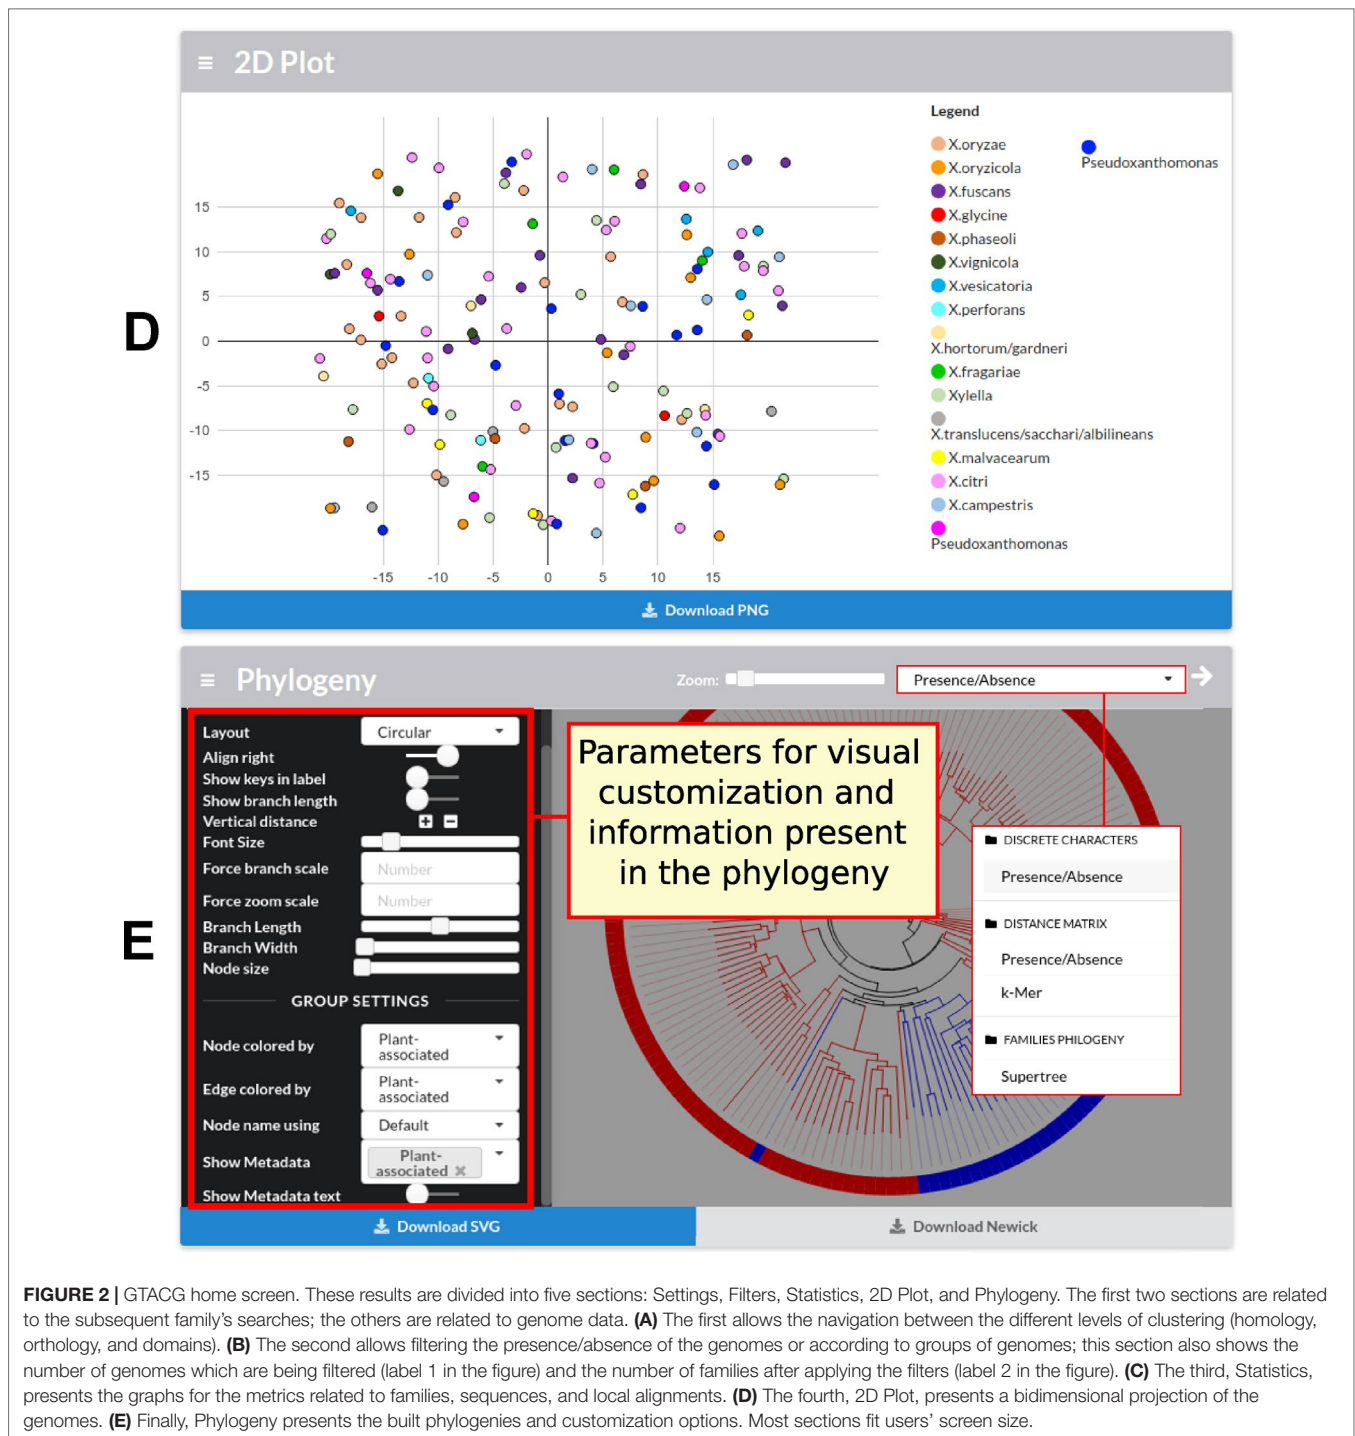 2D Plot
Legend
X.oryzae
X.oryzicola
X.fuscans
X.glycine
X.phaseoli
X.vignicola
X.vesicatoria
X.perforans
X.hortorum/gardneri
X.fragariae
Xylella
X.translucens/sacchari/albilineans
X.malvacearum
X.citri
X.campestris
Pseudoxanthomonas
Pseudoxanthomonas
15
10
5
0
-5
-10
-15
-15 -10 -5 0 5 10 15
D
Download PNG
Phylogeny
Zoom:
Presence/Absence
Layout Circular
Align right
Show keys in label
Show branch length
Vertical distance
Font Size
Force branch scale Number
Force zoom scale Number
Branch Length
Branch Width
Node size
GROUP SETTINGS
Node colored by Plant-
associated
Edge colored by Plant-
associated
Node name using Default
Show Metadata Plant-
associated
Show Metadata text
Parameters for visual
customization and
information present
in the phylogeny
DISCRETE CHARACTERS
Presence/Absence
DISTANCE MATRIX
Presence/Absence
k-Mer
FAMILIES PHILOGENY
Supertree
E
Download SVG
Download Newick
FIGURE 2 | GTACG home screen. These results are divided into five sections: Settings, Filters, Statistics, 2D Plot, and Phylogeny. The first two sections are related
to the subsequent family's searches; the others are related to genome data. (A) The first allows the navigation between the different levels of clustering (homology,
orthology, and domains). (B) The second allows filtering the presence/absence of the genomes or according to groups of genomes; this section also shows the
number of genomes which are being filtered (label 1 in the figure) and the number of families after applying the filters (label 2 in the figure). (C) The third, Statistics,
presents the graphs for the metrics related to families, sequences, and local alignments. (D) The fourth, 2D Plot, presents a bidimensional projection of the
genomes. (E) Finally, Phylogeny presents the built phylogenies and customization options. Most sections fit users' screen size.